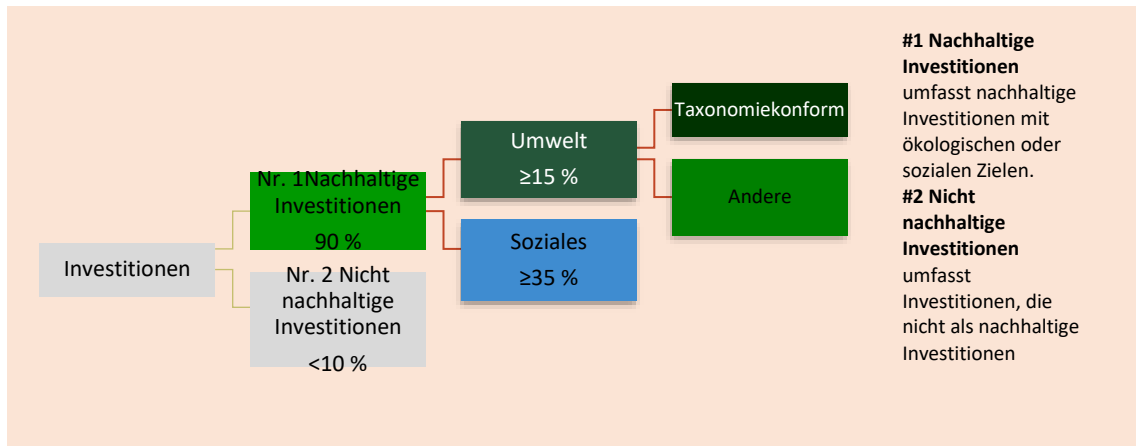 Investitionen
Nr. 1Nachhaltige
Investitionen
90 %
Nr. 2 Nicht
nachhaltige
Investitionen
<10 %
Umwelt
≥15 %
Soziales
≥35 %
Taxonomiekonform
Andere
#1 Nachhaltige
Investitionen
umfasst nachhaltige
Investitionen mit
ökologischen oder
sozialen Zielen.
#2 Nicht
nachhaltige
Investitionen
umfasst
Investitionen, die
nicht als nachhaltige
Investitionen